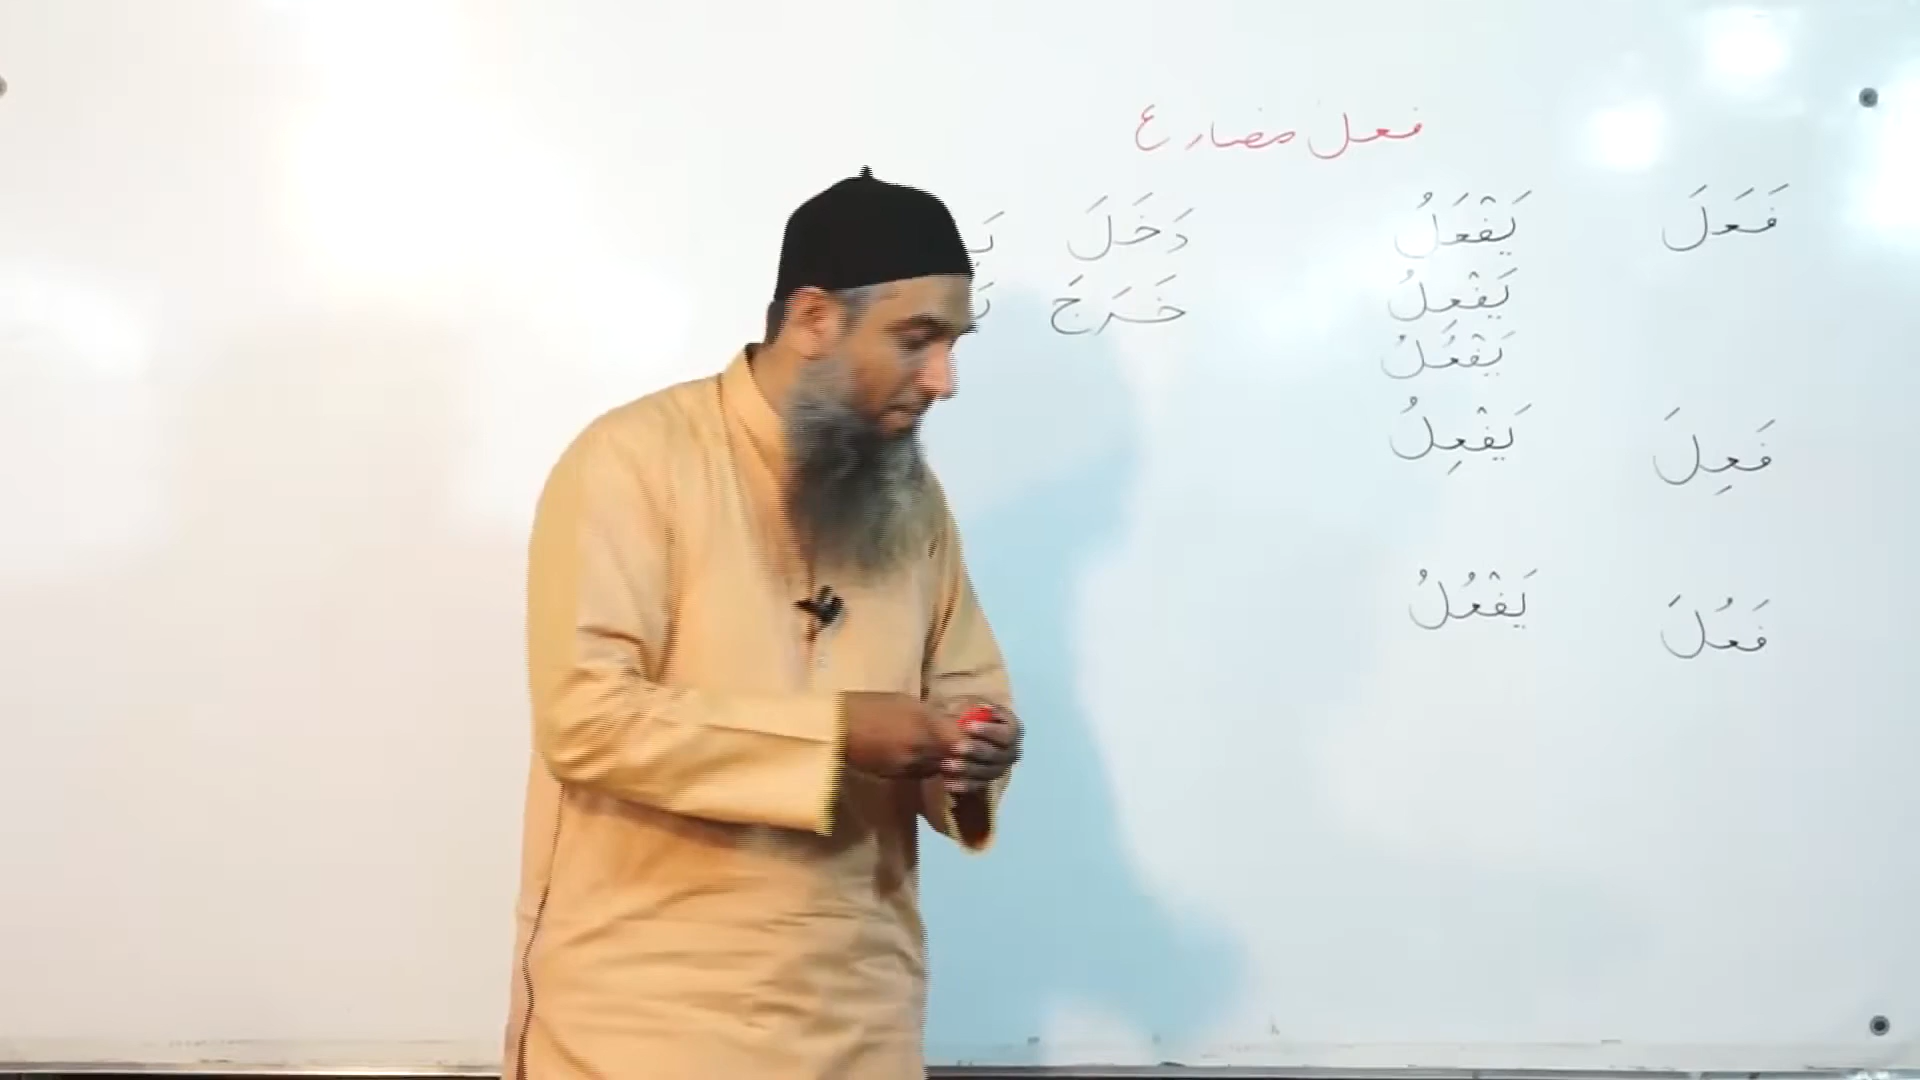 فعل مضارع
فَعَلَ يَفْعَلُ دَخَلَ
يَفْعِلُ خَرَجَ
يَفْعُلُ
فَعِلَ يَفْعِلُ
فَعُلَ يَفْعُلُ